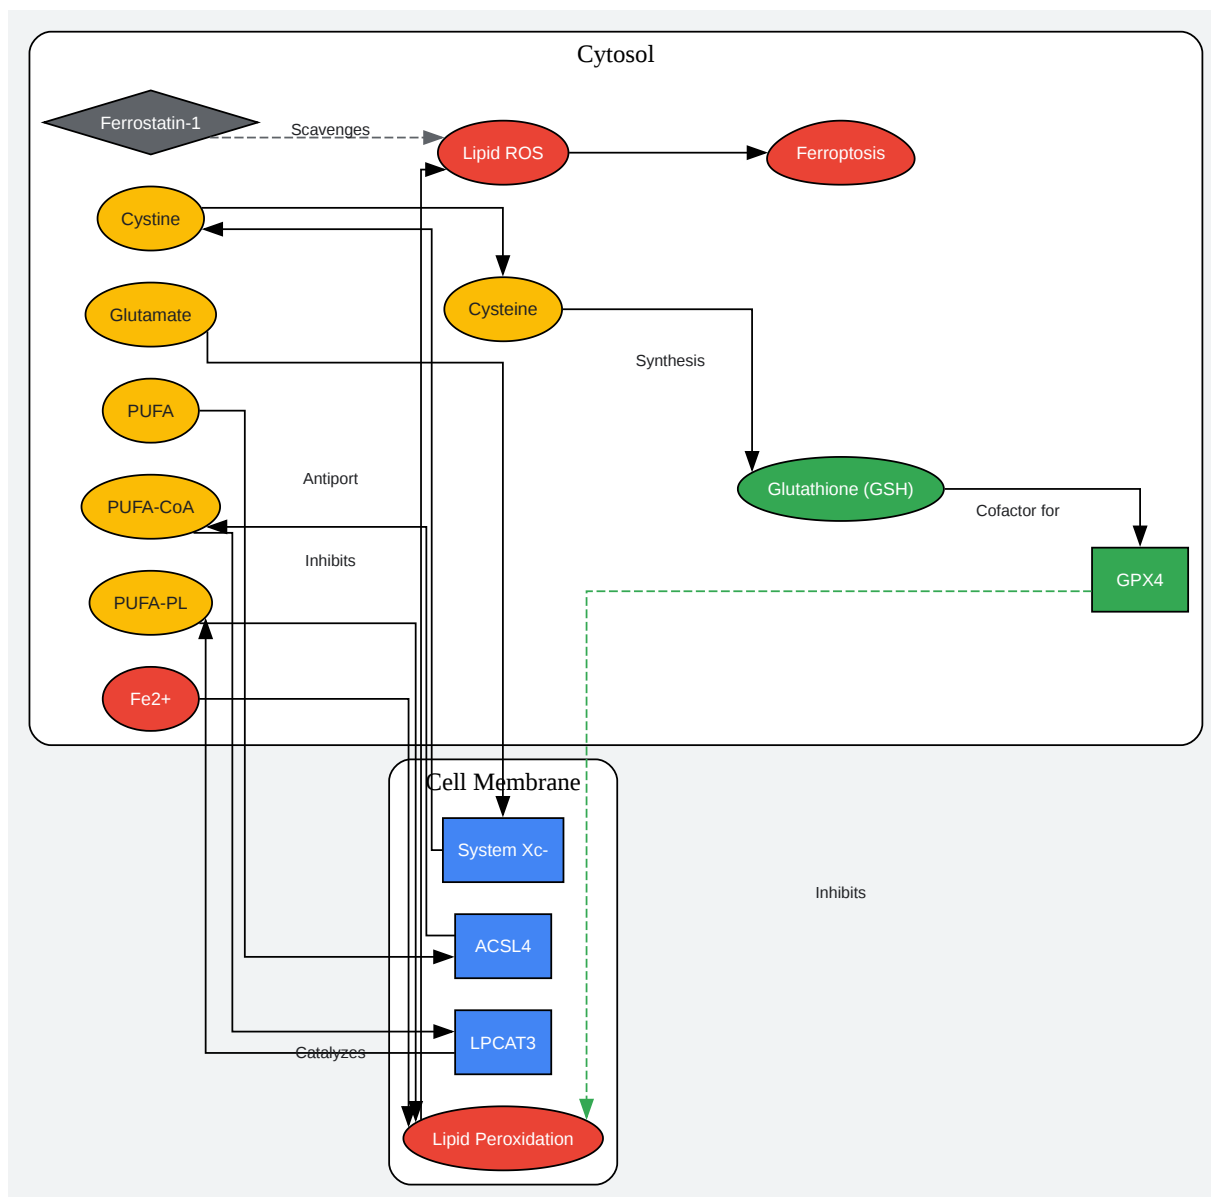 Cytosol
Ferrostatin-1
Scavenges
Lipid ROS
Ferroptosis
Cystine
Glutamate
Cysteine
Synthesis
PUFA
Antiport
PUFA-CoA
Glutathione (GSH)
Cofactor for
Inhibits
GPX4
PUFA-PL
Fe2+
Cell Membrane
System Xc-
Inhibits
ACSL4
LPCAT3
Catalyzes
Lipid Peroxidation